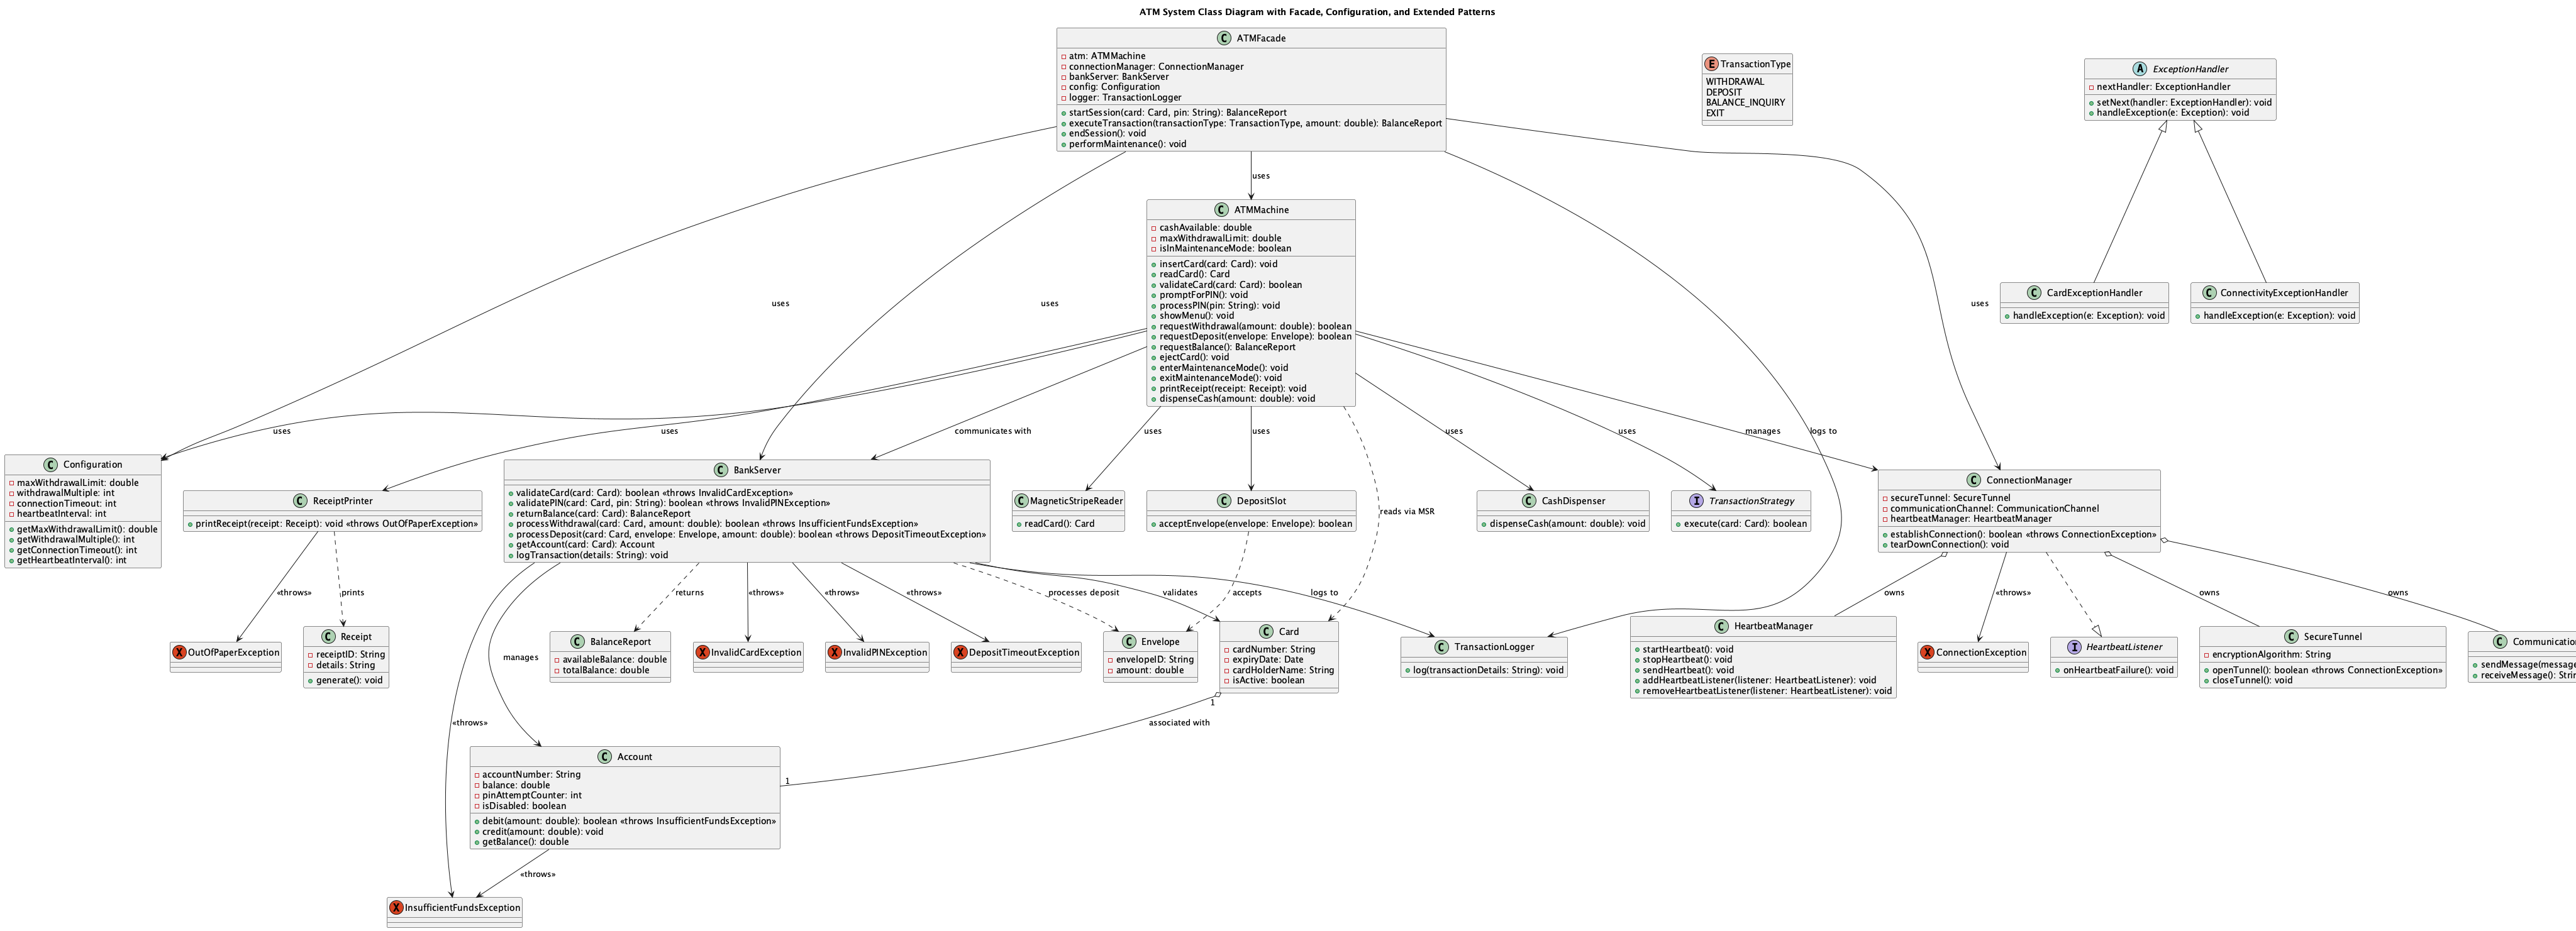 ATM System Class Diagram with Facade, Configuration, and Extended Patterns
C ATMFacade
atm: ATMMachine
connectionManager: ConnectionManager
bankServer: BankServer
config: Configuration
logger: TransactionLogger
startSession(card: Card, pin: String): BalanceReport
executeTransaction(transactionType: TransactionType, amount: double): BalanceReport
endSession(): void
performMaintenance(): void
E TransactionType
WITHDRAWAL
DEPOSIT
BALANCE_INQUIRY
EXIT
A ExceptionHandler
nextHandler: ExceptionHandler
setNext(handler: ExceptionHandler): void
handleException(e: Exception): void
uses
C ATMMachine
cashAvailable: double
maxWithdrawalLimit: double
isInMaintenanceMode: boolean
insertCard(card: Card): void
readCard(): Card
validateCard(card: Card): boolean
promptForPIN(): void
processPIN(pin: String): void
showMenu(): void
requestWithdrawal(amount: double): boolean
requestDeposit(envelope: Envelope): boolean
requestBalance(): BalanceReport
ejectCard(): void
enterMaintenanceMode(): void
exitMaintenanceMode(): void
printReceipt(receipt: Receipt): void
dispenseCash(amount: double): void
C CardExceptionHandler
handleException(e: Exception): void
C ConnectivityExceptionHandler
handleException(e: Exception): void
uses
uses
uses
uses
uses
communicates with
uses
uses
uses
uses
manages
logs to
C Configuration
maxWithdrawalLimit: double
withdrawalMultiple: int
connectionTimeout: int
heartbeatInterval: int
getMaxWithdrawalLimit(): double
getWithdrawalMultiple(): int
getConnectionTimeout(): int
getHeartbeatInterval(): int
C ReceiptPrinter
printReceipt(receipt: Receipt): void «throws OutOfPaperException»
C BankServer
validateCard(card: Card): boolean «throws InvalidCardException»
validatePIN(card: Card, pin: String): boolean «throws InvalidPINException»
returnBalance(card: Card): BalanceReport
processWithdrawal(card: Card, amount: double): boolean «throws InsufficientFundsException»
processDeposit(card: Card, envelope: Envelope, amount: double): boolean «throws DepositTimeoutException»
getAccount(card: Card): Account
logTransaction(details: String): void
C MagneticStripeReader
readCard(): Card
C DepositSlot
acceptEnvelope(envelope: Envelope): boolean
reads via MSR
C CashDispenser
dispenseCash(amount: double): void
I TransactionStrategy
execute(card: Card): boolean
C ConnectionManager
secureTunnel: SecureTunnel
communicationChannel: CommunicationChannel
heartbeatManager: HeartbeatManager
establishConnection(): boolean «throws ConnectionException»
tearDownConnection(): void
«throws»
prints
returns
«throws»
«throws»
«throws»
processes deposit
validates
accepts
logs to
owns
«throws»
owns
owns
X OutOfPaperException
C Receipt
receiptID: String
details: String
generate(): void
C BalanceReport
availableBalance: double
totalBalance: double
X InvalidCardException
X InvalidPINException
X DepositTimeoutException
C Envelope
envelopeID: String
amount: double
C Card
cardNumber: String
expiryDate: Date
cardHolderName: String
isActive: boolean
C TransactionLogger
log(transactionDetails: String): void
C HeartbeatManager
startHeartbeat(): void
stopHeartbeat(): void
sendHeartbeat(): void
addHeartbeatListener(listener: HeartbeatListener): void
removeHeartbeatListener(listener: HeartbeatListener): void
X ConnectionException
I HeartbeatListener
onHeartbeatFailure(): void
C SecureTunnel
encryptionAlgorithm: String
openTunnel(): boolean «throws ConnectionException»
closeTunnel(): void
C Communication
sendMessage(message
receiveMessage(): Strin
manages
«throws»
1
associated with
1
C Account
accountNumber: String
balance: double
pinAttemptCounter: int
isDisabled: boolean
debit(amount: double): boolean «throws InsufficientFundsException»
credit(amount: double): void
getBalance(): double
«throws»
X InsufficientFundsException